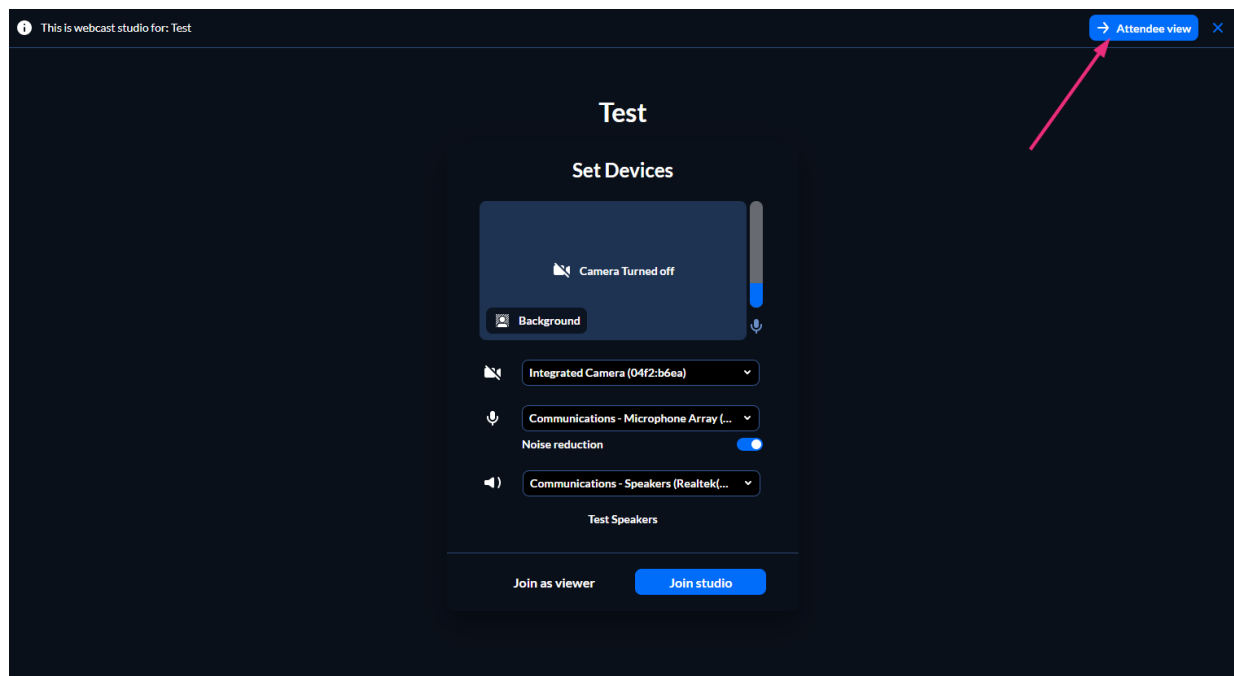 This is webcast studio for: Test
Attendee view
Test
Set Devices
Camera Turned off
Background
Integrated Camera (04f2:b6ea)
Communications - Microphone Array (...
Noise reduction
Communications - Speakers (Realtek(...
Test Speakers
Join as viewer
Join studio